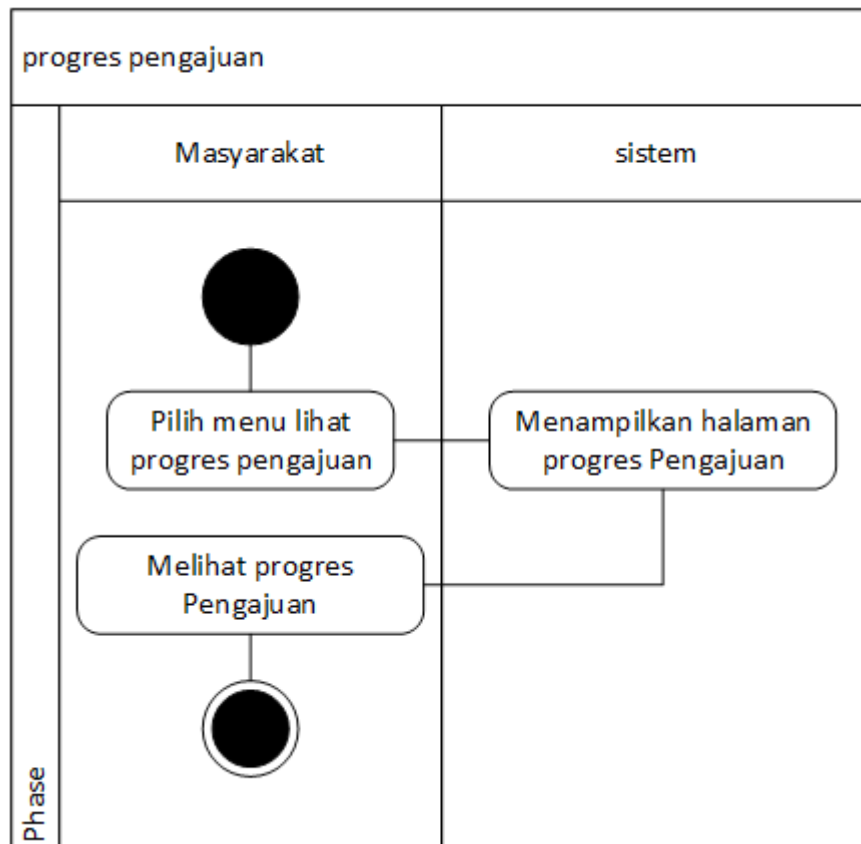 progres pengajuan
Masyarakat
sistem
Pilih menu lihat
progres pengajuan
Menampilkan halaman
progres Pengajuan
Melihat progres
Pengajuan
Phase